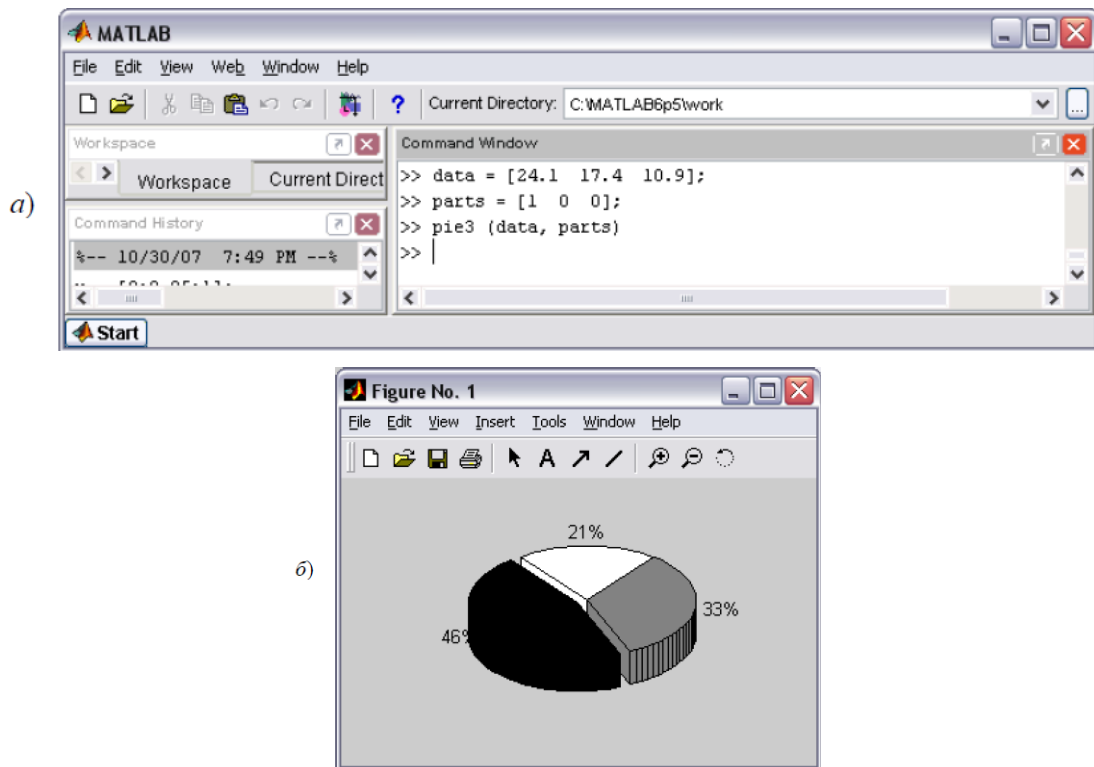 а)
MATLAB
File Edit View Web Window Help
? Current Directory: C:\MATLAB6p5\work ...
Workspace
Workspace Current Direct
Command History
%-- 10/30/07 7:49 PM --%
Command Window
>> data = [24.1 17.4 10.9];
>> parts = [1 0 0];
>> pie3 (data, parts)
>>
Start
б)
Figure No. 1
File Edit View Insert Tools Window Help
A
21%
33%
46%